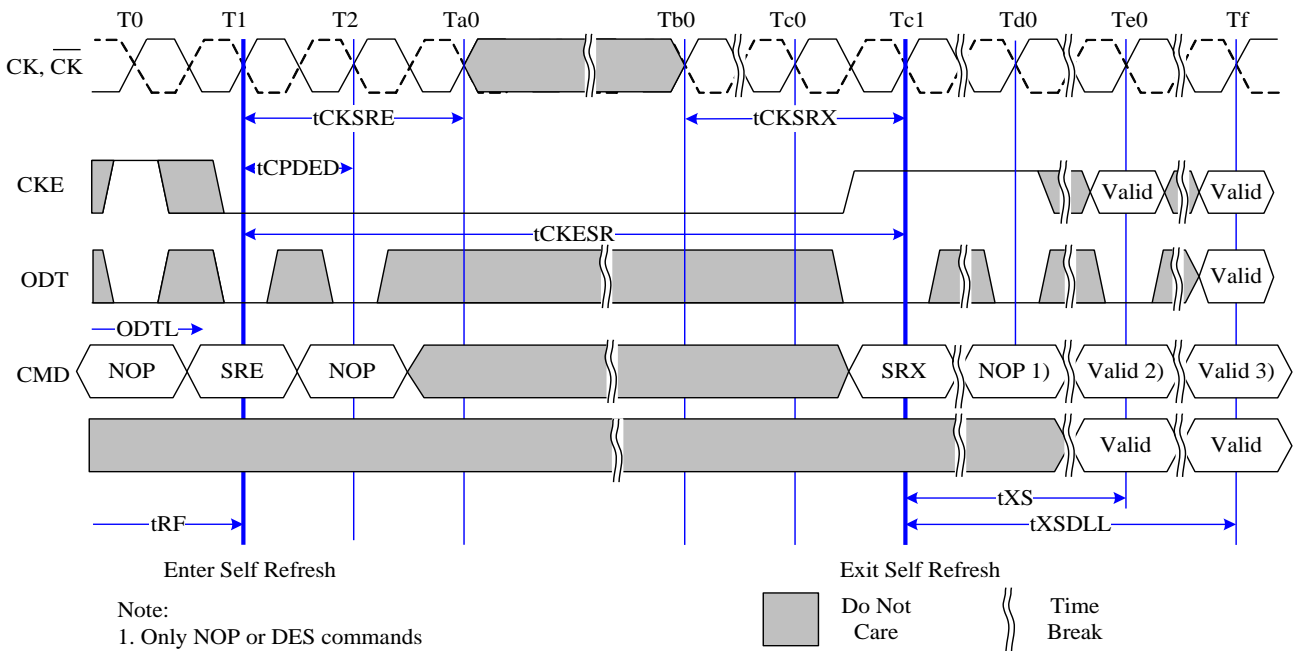 T0 T1 T2 Ta0 Tb0 Tc0 Tc1 Td0 Te0 Tf
CK, CK
tCKSRE tCKSRX
tCPDED
CKE Valid Valid
tCKESR
ODT Valid
ODTL
CMD NOP SRE NOP SRX NOP 1) Valid 2) Valid 3)
Valid Valid
tXS
tRF tXSDLL
Enter Self Refresh Exit Self Refresh
Note:
1. Only NOP or DES commands
Do Not
Care
Time
Break